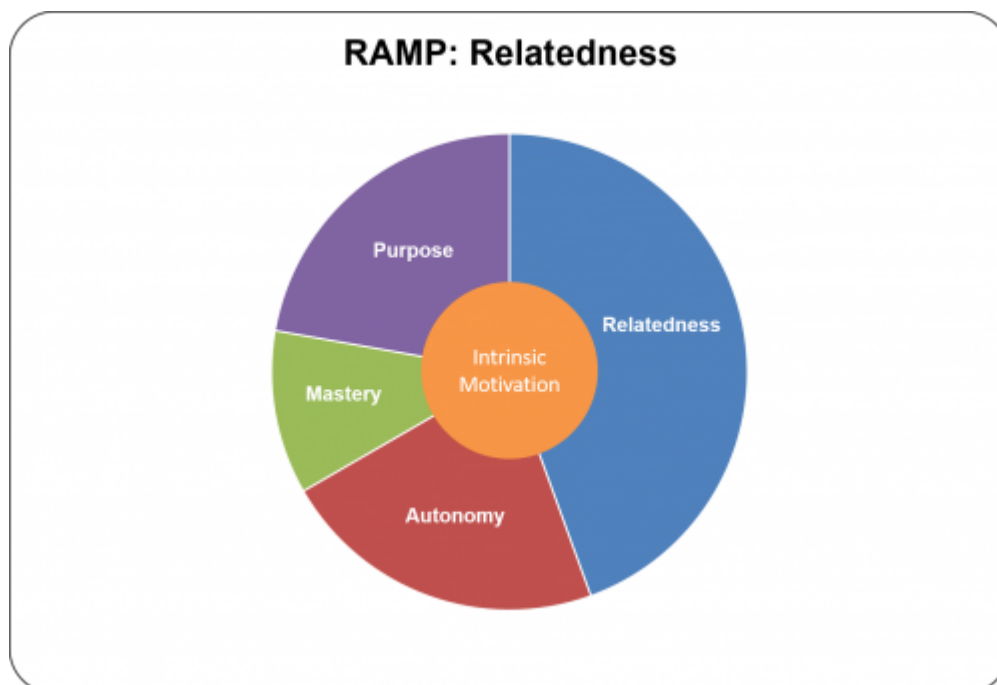 RAMP: Relatedness
Purpose
Relatedness
Intrinsic
Motivation
Mastery
Autonomy